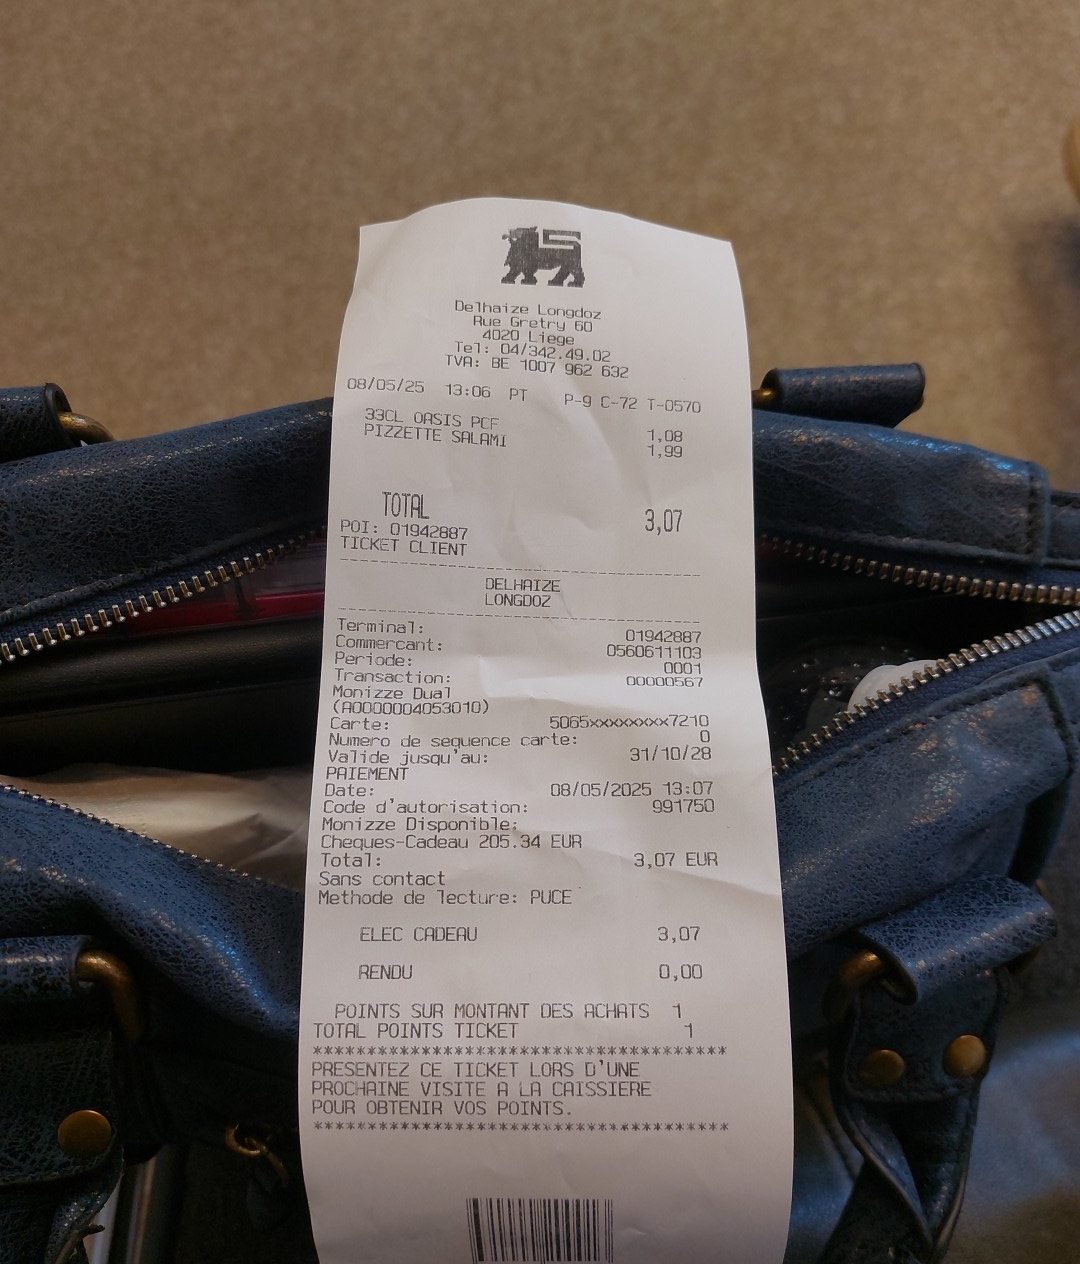 Delhaize Longdoz
Rue Gretry 60
4020 Liege
Tel: 04/342.49.02
TVA: BE 1007 962 632
08/05/25 13:06 PT P-9 C-72 T-0570
33CL OASIS PCF 1,08
PIZZETTE SALAMI 1,99
TOTAL 3,07
POI: 01942887
TICKET CLIENT
DELHAIZE
LONGDOZ
Terminal: 01942887
Commercant: 0560611103
Periode: 0001
Transaction: 00000567
Monizze Dual
(A0000004053010)
Carte: 5065xxxxxxxxx7210
Numero de sequence carte: 0
Valide jusqu'au: 31/10/28
PAIEMENT
Date: 08/05/2025 13:07
Code d'autorisation: 991750
Monizze Disponible:
Cheques-Cadeau 205.34 EUR
Total: 3,07 EUR
Sans contact
Methode de lecture: PUCE
ELEC CADEAU 3,07
RENDU 0,00
POINTS SUR MONTANT DES ACHATS 1
TOTAL POINTS TICKET 1
**********************************************
PRESENTEZ CE TICKET LORS D'UNE
PROCHAINE VISITE A LA CAISSIERE
POUR OBTENIR VOS POINTS.
**********************************************